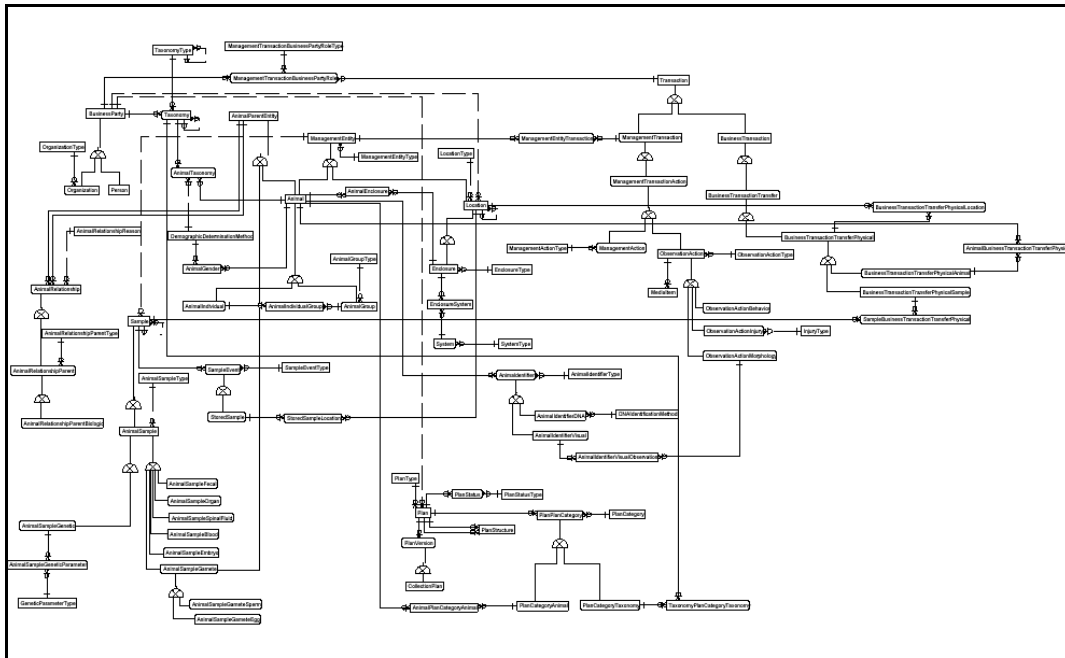 ManagementTransactionBusinessPartyRoleType
TaxonomyType
ManagementTransactionBusinessPartyRole
Transaction
BusinessParty
Taxonomy
AnimalParentEntity
ManagementEntity
ManagementEntityTransaction
ManagementTransaction
BusinessTransaction
OrganizationType
LocationType
ManagementEntityType
AnimalTaxonomy
ManagementTransactionAction
Organization
Person
AnimalEnclosure
Animal
BusinessTransactionTransfer
Location
BusinessTransactionTransferPhysicalLocation
AnimalRelationshipReason
DemographicDeterminationMethod
BusinessTransactionTransferPhysical
ManagementActionType
ManagementAction
AnimalBusinessTransactionTransferPhys
ObservationAction
ObservationActionType
AnimalGroupType
AnimalGender
Enclosure
EnclosureType
BusinessTransactionTransferPhysicalAnimal
AnimalRelationship
MediaItem
BusinessTransactionTransferPhysicalSample
AnimalIndividual
AnimalIndividualGroup
AnimalGroup
EnclosureSystem
ObservationActionBehavior
Sample
SampleBusinessTransactionTransferPhysical
AnimalRelationshipParentType
ObservationActionInjury
InjuryType
System
SystemType
ObservationActionMorphology
AnimalRelationshipParent
SampleEvent
SampleEventType
AnimalSampleType
AnimalIdentifier
AnimalIdentifierType
StoredSample
StoredSampleLocation
AnimalIdentifierDNA
DNAIdentificationMethod
AnimalRelationshipParentBiologic
AnimalSample
AnimalIdentifierVisual
AnimalIdentifierVisualObservation
PlanType
AnimalSampleFecal
PlanStatus
PlanStatusType
AnimalSampleOrgan
Plan
PlanPlanCategory
PlanCategory
AnimalSampleSpinalFluid
AnimalSampleGenetic
PlanStructure
AnimalSampleBlood
PlanVersion
AnimalSampleEmbryo
AnimalSampleGeneticParameter
AnimalSampleGamete
CollectionPlan
GeneticParameterType
AnimalSampleGameteSperm
AnimalPlanCategoryAnimal
PlanCategoryAnimal
PlanCategoryTaxonomy
TaxonomyPlanCategoryTaxonomy
AnimalSampleGameteEgg